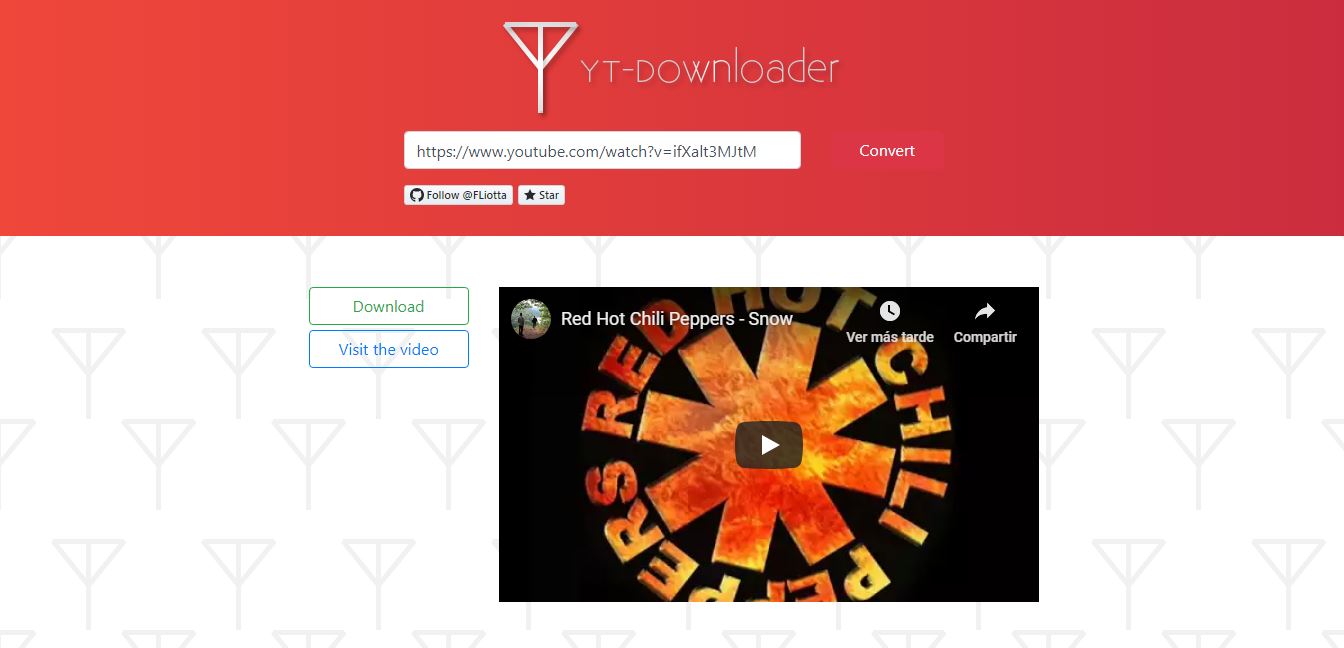 YT-Downloader
https://www.youtube.com/watch?v=ifXalt3MJtM
Convert
Follow @FLiotta
Star
Download
Visit the video
Red Hot Chili Peppers - Snow
Ver más tarde
Compartir
RED HOT CHILI PEPPERS